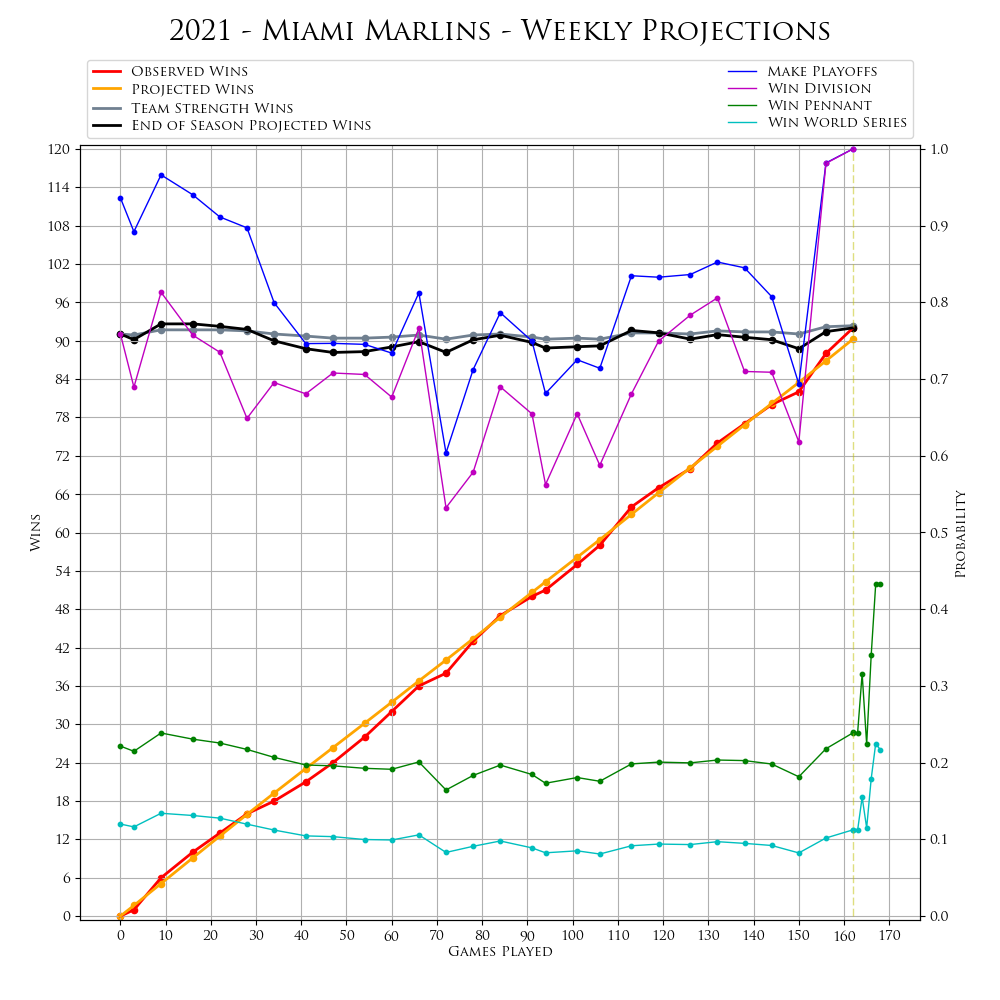 2021 - Miami Marlins - Weekly Projections
Observed Wins
Projected Wins
Team Strength Wins
End of Season Projected Wins
Make Playoffs
Win Division
Win Pennant
Win World Series
120
114
108
102
96
90
84
78
72
66
60
54
48
42
36
30
24
18
12
6
0
Wins
1.0
0.9
0.8
0.7
0.6
0.5
0.4
0.3
0.2
0.1
0.0
Probability
0 10 20 30 40 50 60 70 80 90 100 110 120 130 140 150 160 170
Games Played